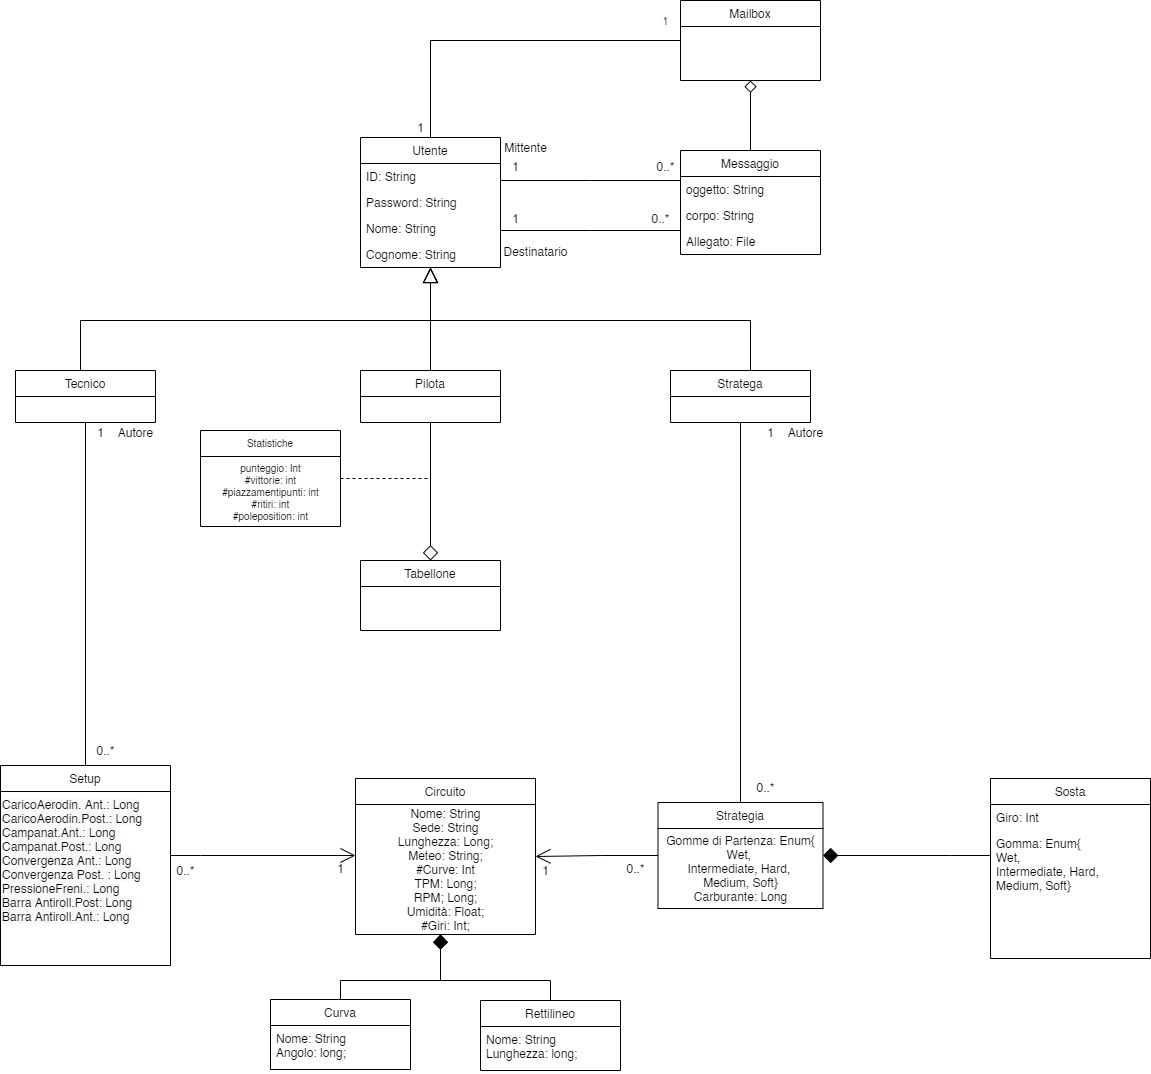 Mailbox
1
1
Utente
ID: String
Password: String
Nome: String
Cognome: String
Mittente
1
0..*
1
0..*
Destinatario
Messaggio
oggetto: String
corpo: String
Allegato: File
Tecnico
1 Autore
Pilota
Stratega
1 Autore
Statistiche
punteggio: Int
#vittorie: int
#piazzamentipunti: int
#ritiri: int
#poleposition: int
Tabellone
0..*
Setup
CaricoAerodin. Ant.: Long
CaricoAerodin.Post.: Long
Campanat.Ant.: Long
Campanat.Post.: Long
Convergenza Ant.: Long
Convergenza Post. : Long
PressioneFreni.: Long
Barra Antiroll.Post: Long
Barra Antiroll.Ant.: Long
0..*
1
Circuito
Nome: String
Sede: String
Lunghezza: Long;
Meteo: String;
#Curve: Int
TPM: Long;
RPM; Long;
Umidità: Float;
#Giri: Int;
1
0..*
0..*
Strategia
Gomme di Partenza: Enum{
Wet,
Intermediate, Hard,
Medium, Soft}
Carburante: Long
Sosta
Giro: Int
Gomma: Enum{
Wet,
Intermediate, Hard,
Medium, Soft}
Curva
Nome: String
Angolo: long;
Rettilineo
Nome: String
Lunghezza: long;